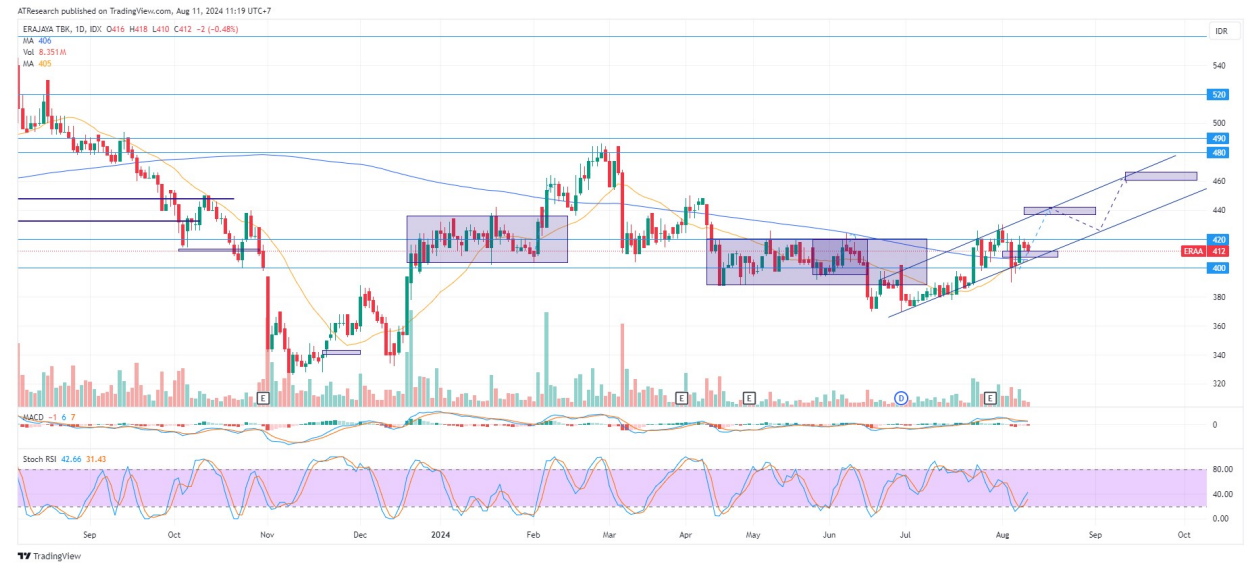 ATResearch published on TradingView.com, Aug 11, 2024 11:19 UTC+7
ERAJAYA TBK, 1D, IDX O416 H418 L410 C412 −2 (−0.48%)
IDR
MA 406
Vol 8.351M
MA 405
540
520
500
490
480
460
440
420
ERAA 412
400
380
360
340
320
E
E
E
D
E
MACD −1 6 7
0
Stoch RSI 42.66 31.43
80.00
40.00
0.00
Sep Oct Nov Dec 2024 Feb Mar Apr May Jun Jul Aug Sep Oct
TradingView